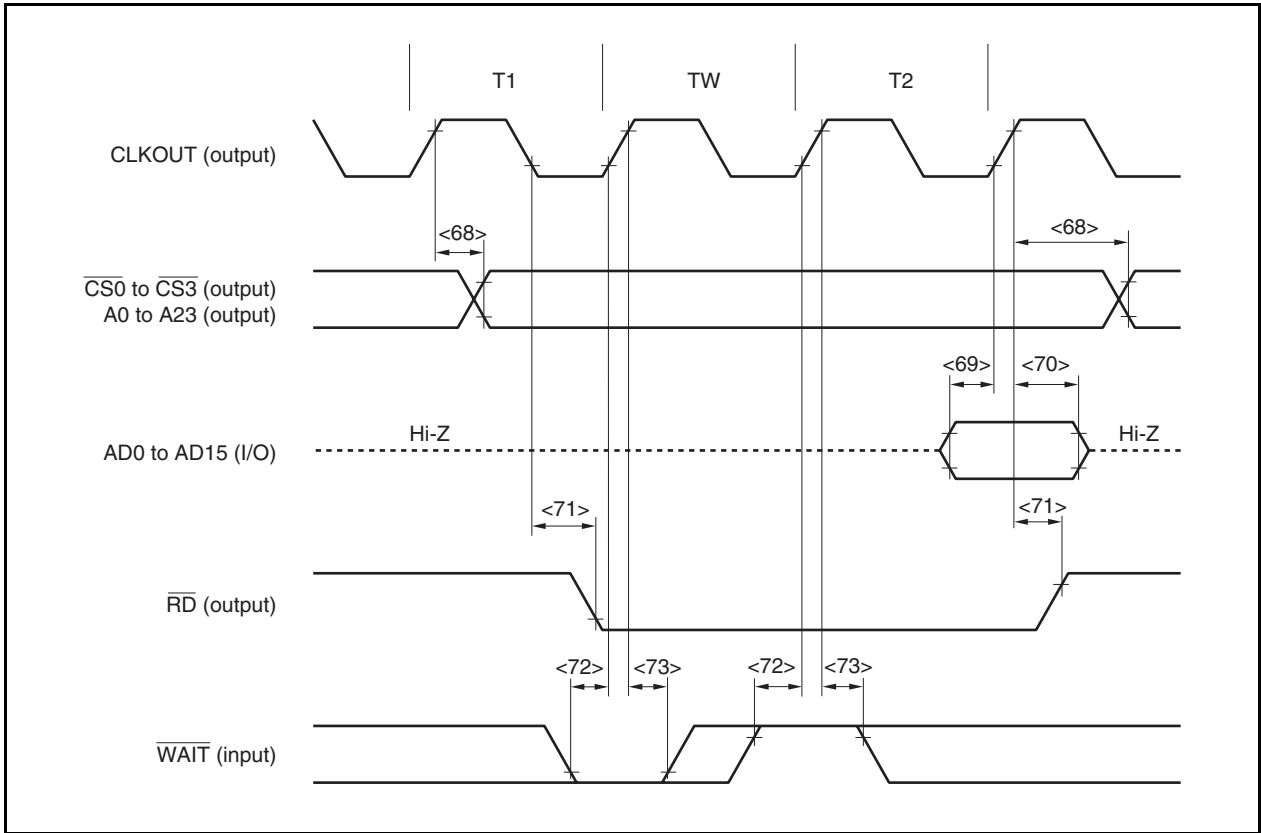 T1 TW T2
CLKOUT (output)
<68> <68>
CS0 to CS3 (output)
A0 to A23 (output)
<69> <70>
Hi-Z Hi-Z
AD0 to AD15 (I/O)
<71> <71>
RD (output)
<72> <73> <72> <73>
WAIT (input)